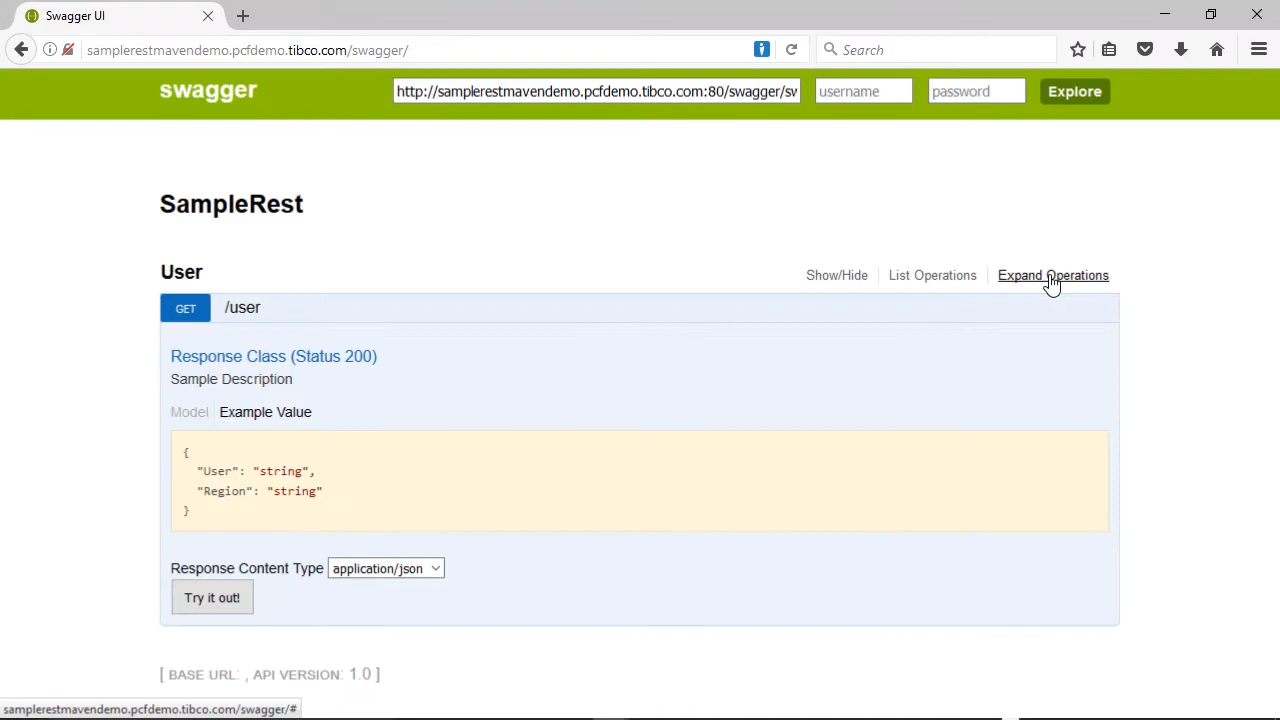 Swagger UI
samplerestmavendemo.pcfdemo.tibco.com/swagger/
Search
swagger
http://samplerestmavendemo.pcfdemo.tibco.com:80/swagger/sw
username
password
Explore
SampleRest
User
Show/Hide
List Operations
Expand Operations
GET /user
Response Class (Status 200)
Sample Description
Model Example Value
{
"User": "string",
"Region": "string"
}
Response Content Type application/json
Try it out!
[ BASE URL: , API VERSION: 1.0 ]
samplerestmavendemo.pcfdemo.tibco.com/swagger/#